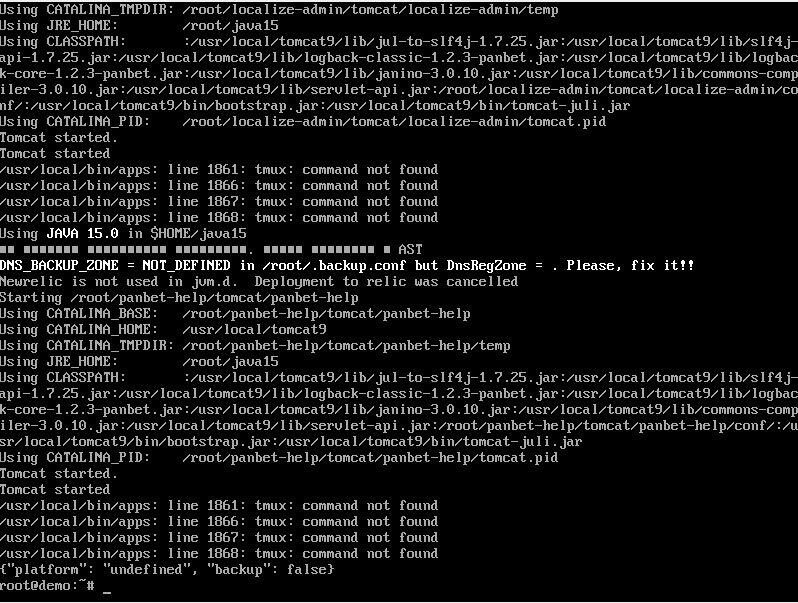 Using CATALINA_TMPDIR: /root/localize-admin/tomcat/localize-admin/temp
Using JRE_HOME:        /root/java15
Using CLASSPATH:       :/usr/local/tomcat9/lib/jul-to-slf4j-1.7.25.jar:/usr/local/tomcat9/lib/slf4j-
api-1.7.25.jar:/usr/local/tomcat9/lib/logback-classic-1.2.3-panbet.jar:/usr/local/tomcat9/lib/logbac
k-core-1.2.3-panbet.jar:/usr/local/tomcat9/lib/janino-3.0.10.jar:/usr/local/tomcat9/lib/commons-comp
iler-3.0.10.jar:/usr/local/tomcat9/lib/servlet-api.jar:/root/localize-admin/tomcat/localize-admin/co
nf/:/usr/local/tomcat9/bin/bootstrap.jar:/usr/local/tomcat9/bin/tomcat-juli.jar
Using CATALINA_PID:    /root/localize-admin/tomcat/localize-admin/tomcat.pid
Tomcat started.
Tomcat started
/usr/local/bin/apps: line 1861: tmux: command not found
/usr/local/bin/apps: line 1866: tmux: command not found
/usr/local/bin/apps: line 1867: tmux: command not found
/usr/local/bin/apps: line 1868: tmux: command not found
Using JAVA 15.0 in $HOME/java15
■■ ■■■■■■■ ■■■■■■■■■■ ■■■■■■■■■. ■■■■■ ■■■■■■■■ ■ AST
DNS_BACKUP_ZONE = NOT_DEFINED in /root/.backup.conf but DnsRegZone = . Please, fix it!!
Newrelic is not used in jvm.d.  Deployment to relic was cancelled
Starting /root/panbet-help/tomcat/panbet-help
Using CATALINA_BASE:   /root/panbet-help/tomcat/panbet-help
Using CATALINA_HOME:   /usr/local/tomcat9
Using CATALINA_TMPDIR: /root/panbet-help/tomcat/panbet-help/temp
Using JRE_HOME:        /root/java15
Using CLASSPATH:       :/usr/local/tomcat9/lib/jul-to-slf4j-1.7.25.jar:/usr/local/tomcat9/lib/slf4j-
api-1.7.25.jar:/usr/local/tomcat9/lib/logback-classic-1.2.3-panbet.jar:/usr/local/tomcat9/lib/logbac
k-core-1.2.3-panbet.jar:/usr/local/tomcat9/lib/janino-3.0.10.jar:/usr/local/tomcat9/lib/commons-comp
iler-3.0.10.jar:/usr/local/tomcat9/lib/servlet-api.jar:/root/panbet-help/tomcat/panbet-help/conf/:/u
sr/local/tomcat9/bin/bootstrap.jar:/usr/local/tomcat9/bin/tomcat-juli.jar
Using CATALINA_PID:    /root/panbet-help/tomcat/panbet-help/tomcat.pid
Tomcat started.
Tomcat started
/usr/local/bin/apps: line 1861: tmux: command not found
/usr/local/bin/apps: line 1866: tmux: command not found
/usr/local/bin/apps: line 1867: tmux: command not found
/usr/local/bin/apps: line 1868: tmux: command not found
{"platform": "undefined", "backup": false}
root@demo:~# _